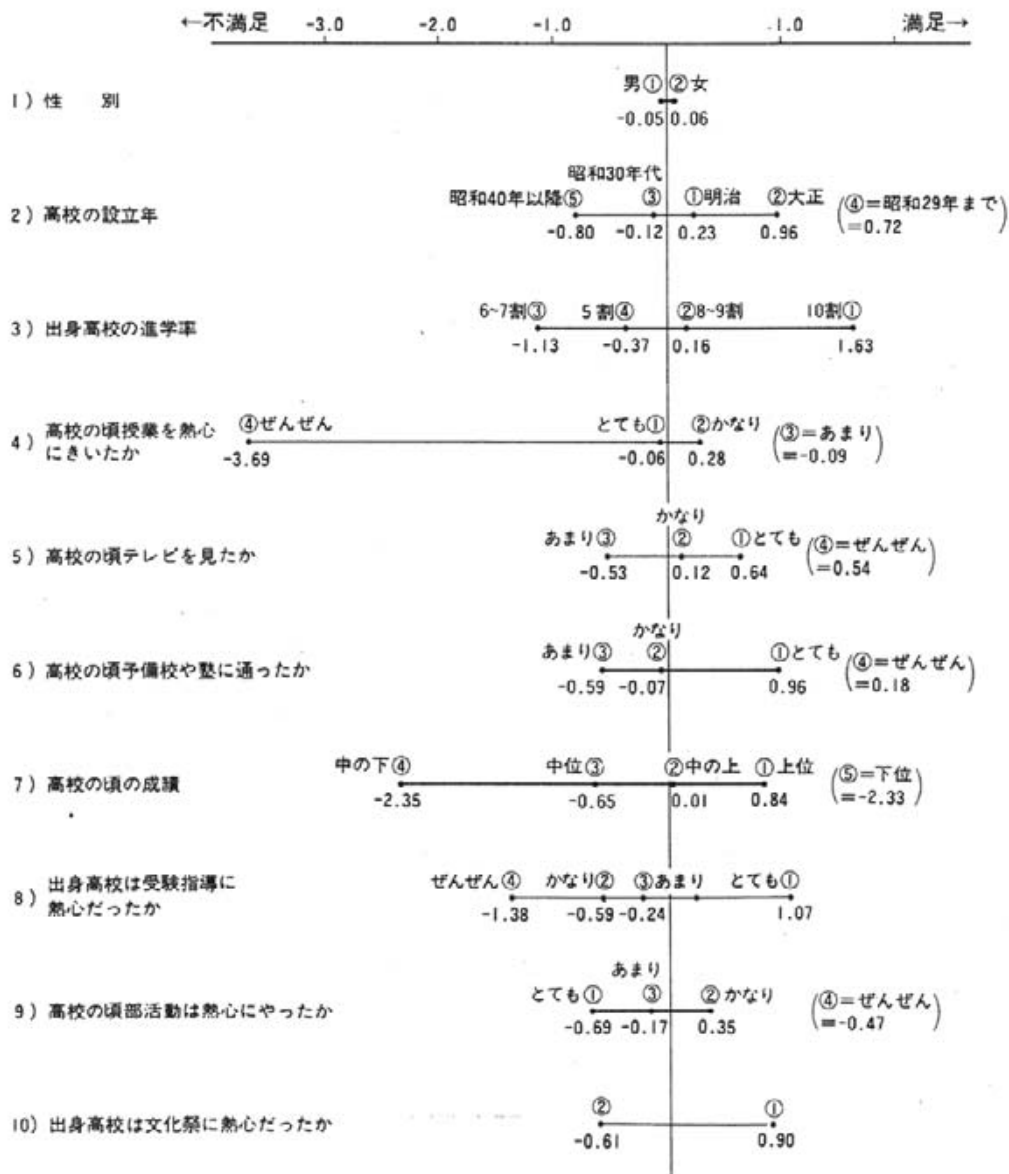 ←不満足 -3.0 -2.0 -1.0 -1.0 満足→
男① ②女
1) 性 別
-0.05 0.06
昭和30年代
昭和40年以降⑤ ③ ①明治 ②大正
2) 高校の設立年
(④=昭和29年まで
=0.72)
-0.80 -0.12 0.23 0.96
6~7割③ 5割④ ②8~9割 10割①
3) 出身高校の進学率
-1.13 -0.37 0.16 1.63
4) 高校の頃授業を熱心
にきいたか
④ぜんぜん とても① ②かなり
(③=あまり
=-0.09)
-3.69 -0.06 0.28
かなり
あまり③ ② ①とても
5) 高校の頃テレビを見たか
(④=ぜんぜん
=0.54)
-0.53 0.12 0.64
かなり
あまり③ ② ①とても
6) 高校の頃予備校や塾に通ったか
(④=ぜんぜん
=0.18)
-0.59 -0.07 0.96
中の下④ 中位③ ②中の上 ①上位
7) 高校の頃の成績
(⑤=下位
=-2.33)
-2.35 -0.65 0.01 0.84
8) 出身高校は受験指導に
熱心だったか
ぜんぜん④ かなり② ③あまり とても①
-1.38 -0.59 -0.24 1.07
あまり
とても① ③ ②かなり
9) 高校の頃部活動は熱心にやったか
(④=ぜんぜん
=-0.47)
-0.69 -0.17 0.35
② ①
10) 出身高校は文化祭に熱心だったか
-0.61 0.90